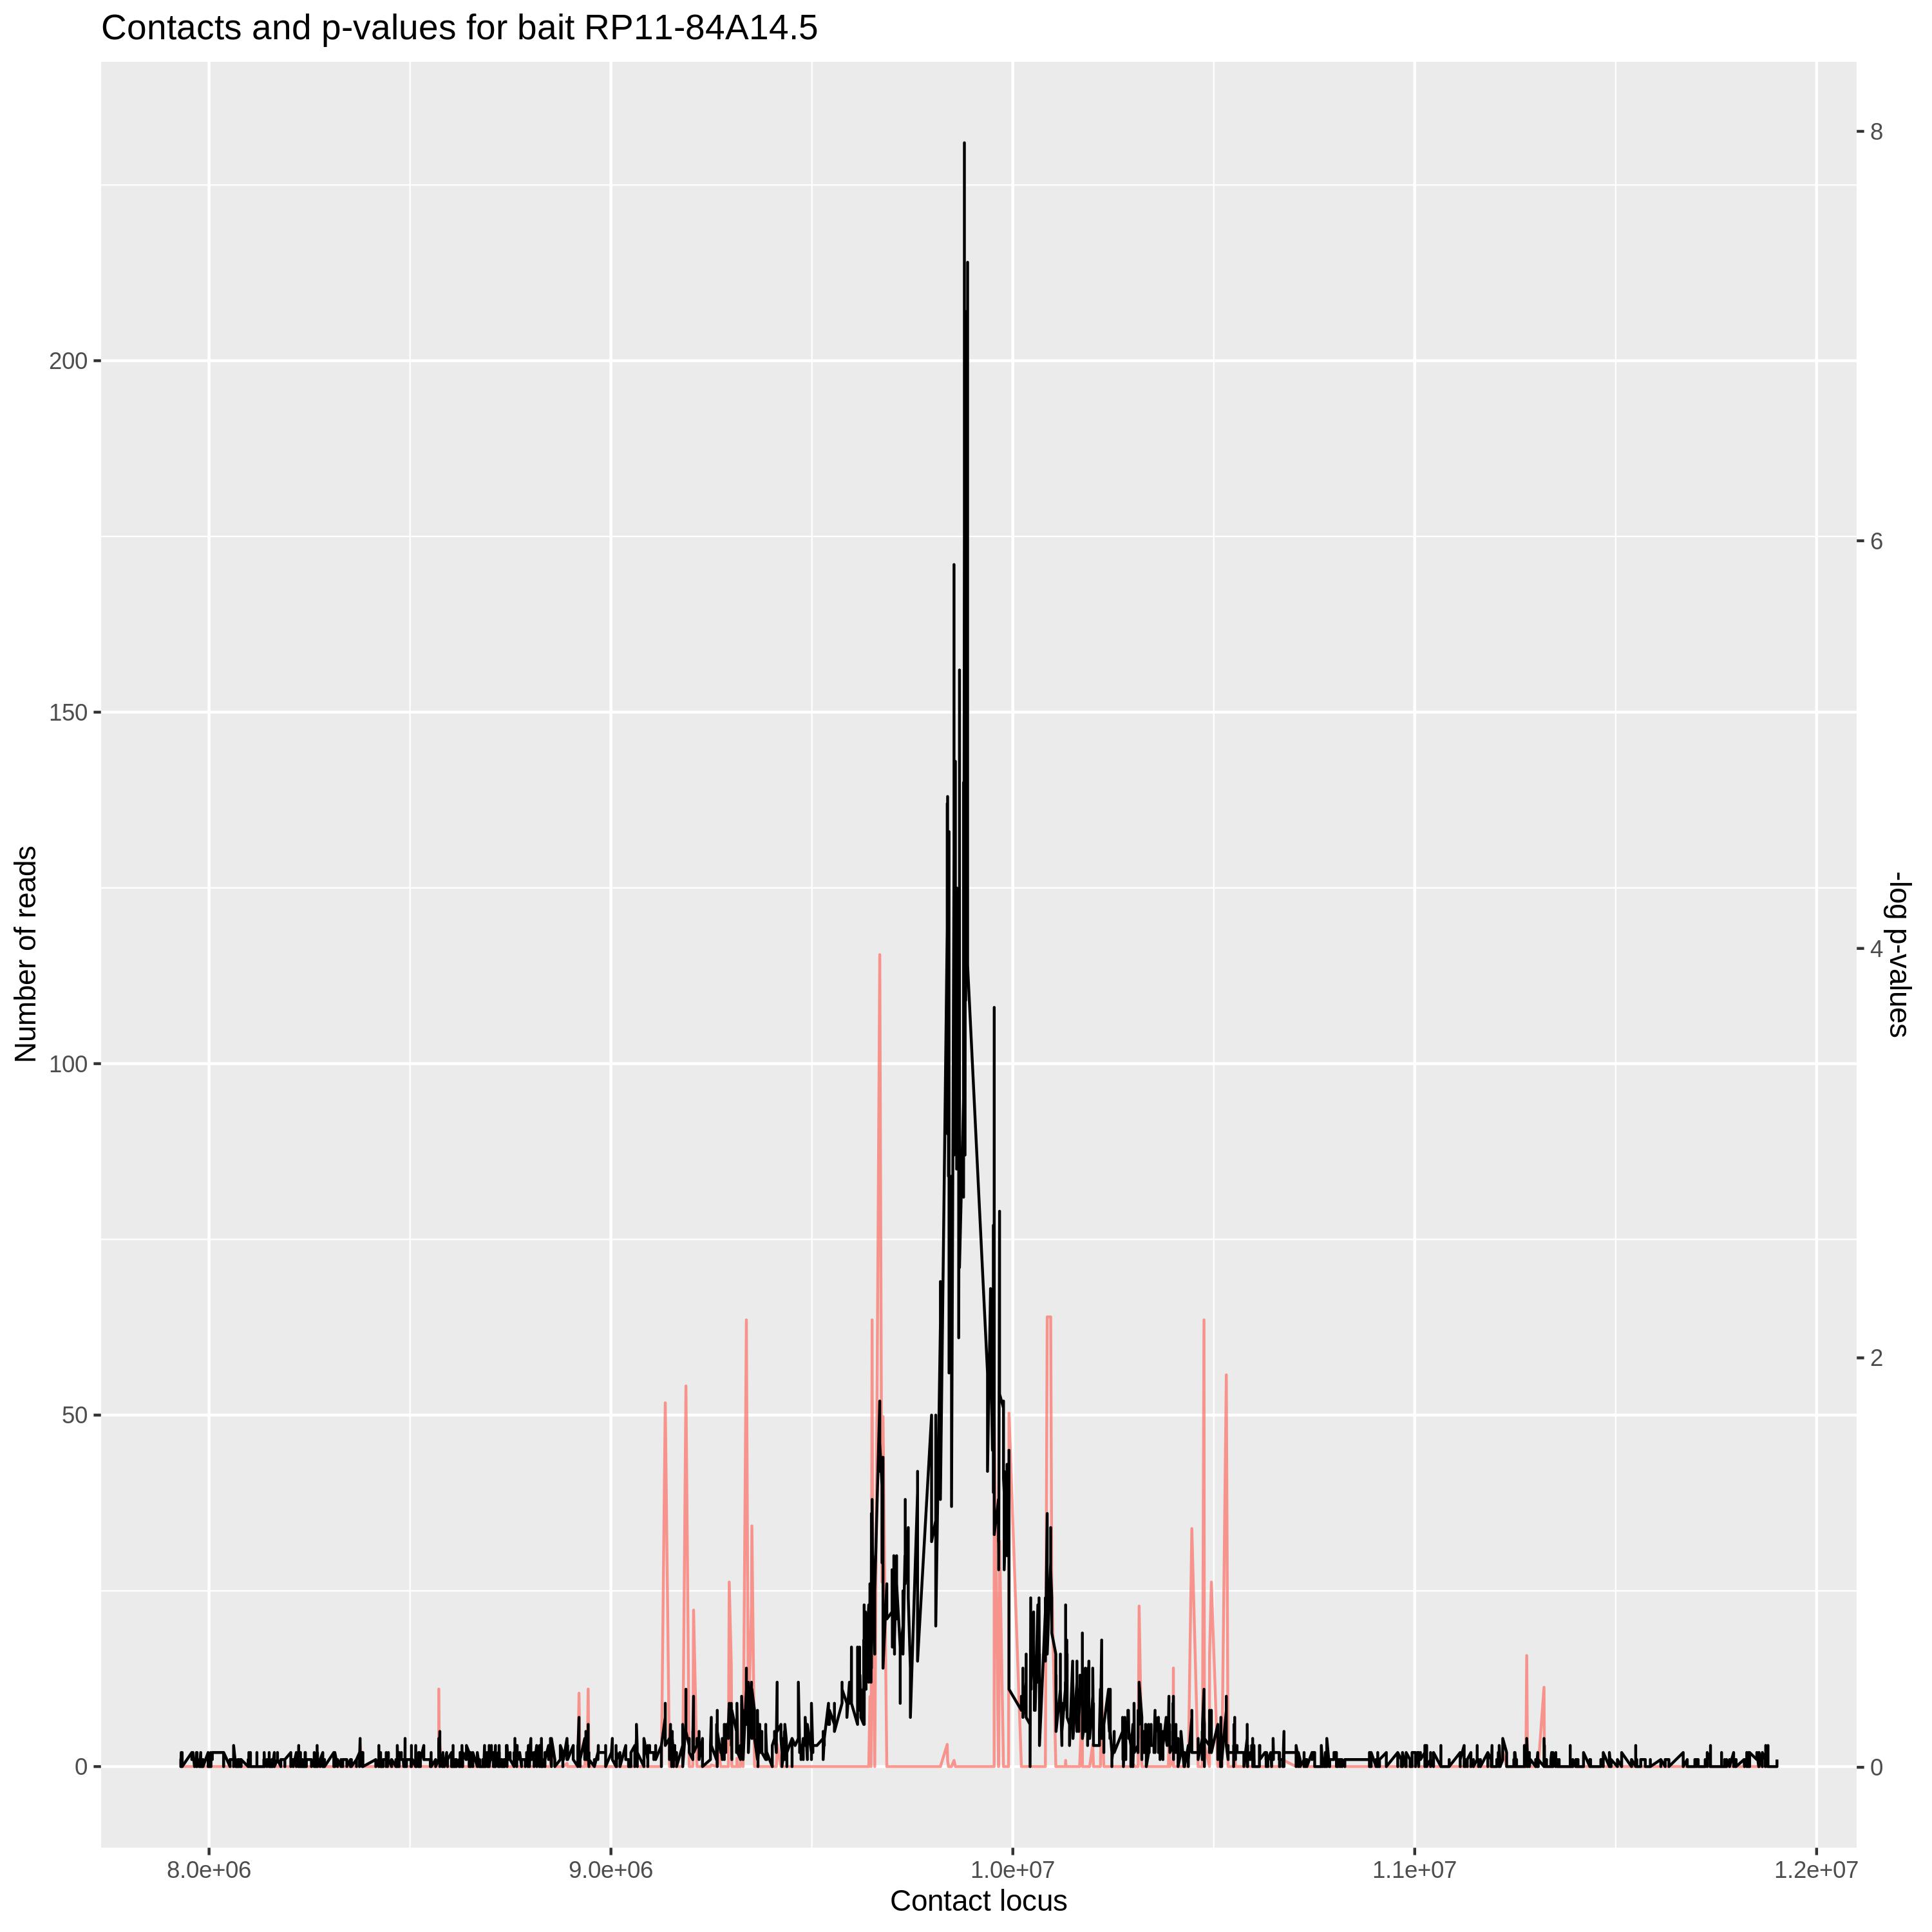 Contacts and p-values for bait RP11-84A14.5
Number of reads
200
150
100
50
0
8
6
4
2
0
-log p-values
8.0e+06
9.0e+06
1.0e+07
1.1e+07
1.2e+07
Contact locus